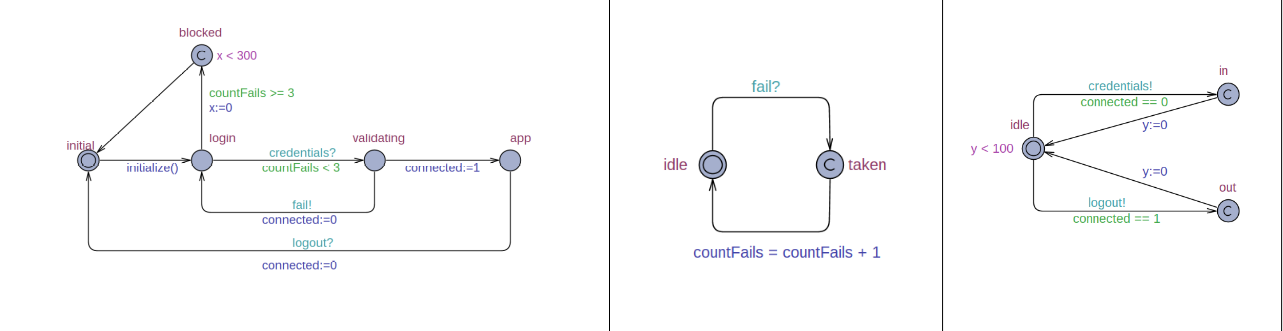 blocked
C x < 300
countFails >= 3
x:=0
initial
login
validating
app
initialize()
credentials?
countFails < 3
connected:=1
fail!
connected:=0
logout?
connected:=0
fail?
idle
C taken
countFails = countFails + 1
in
credentials!
C
connected == 0
idle
y:=0
y < 100
y:=0
out
logout!
C
connected == 1